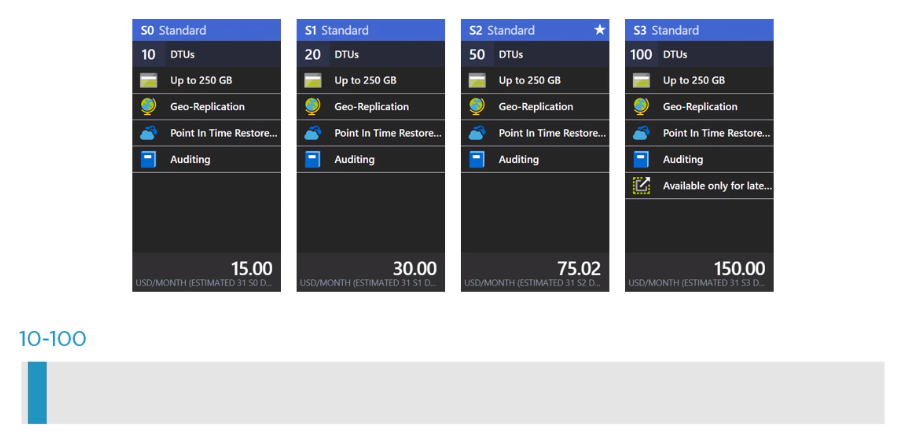 S0 Standard
10 DTUs
Up to 250 GB
Geo-Replication
Point In Time Restore...
Auditing
15.00
USD/MONTH (ESTIMATED 31 S0 D...
S1 Standard
20 DTUs
Up to 250 GB
Geo-Replication
Point In Time Restore...
Auditing
30.00
USD/MONTH (ESTIMATED 31 S1 D...
S2 Standard
50 DTUs
Up to 250 GB
Geo-Replication
Point In Time Restore...
Auditing
75.02
USD/MONTH (ESTIMATED 31 S2 D...
S3 Standard
100 DTUs
Up to 250 GB
Geo-Replication
Point In Time Restore...
Auditing
Available only for late...
150.00
USD/MONTH (ESTIMATED 31 S3 D...
10-100